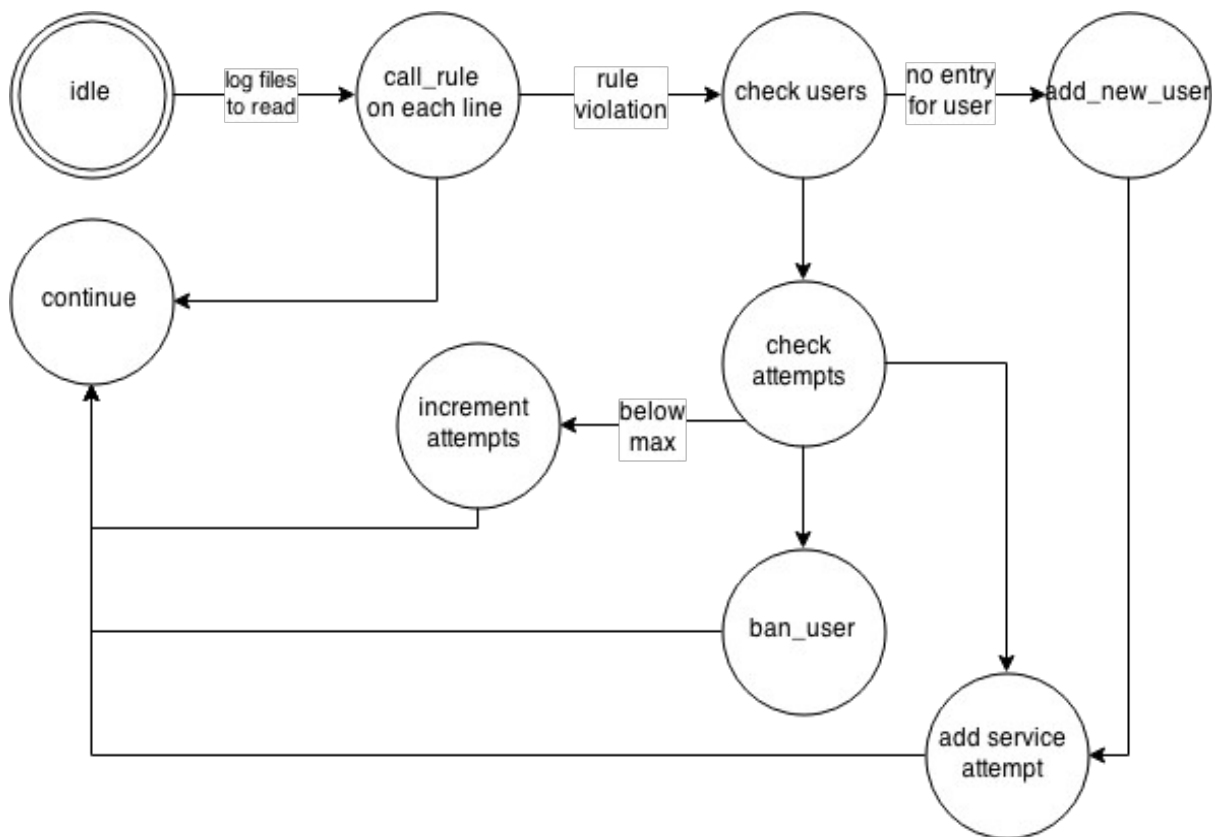 idle
log files
to read
call_rule
on each line
rule
violation
check users
no entry
for user
add_new_user
continue
check
attempts
increment
attempts
below
max
ban_user
add service
attempt